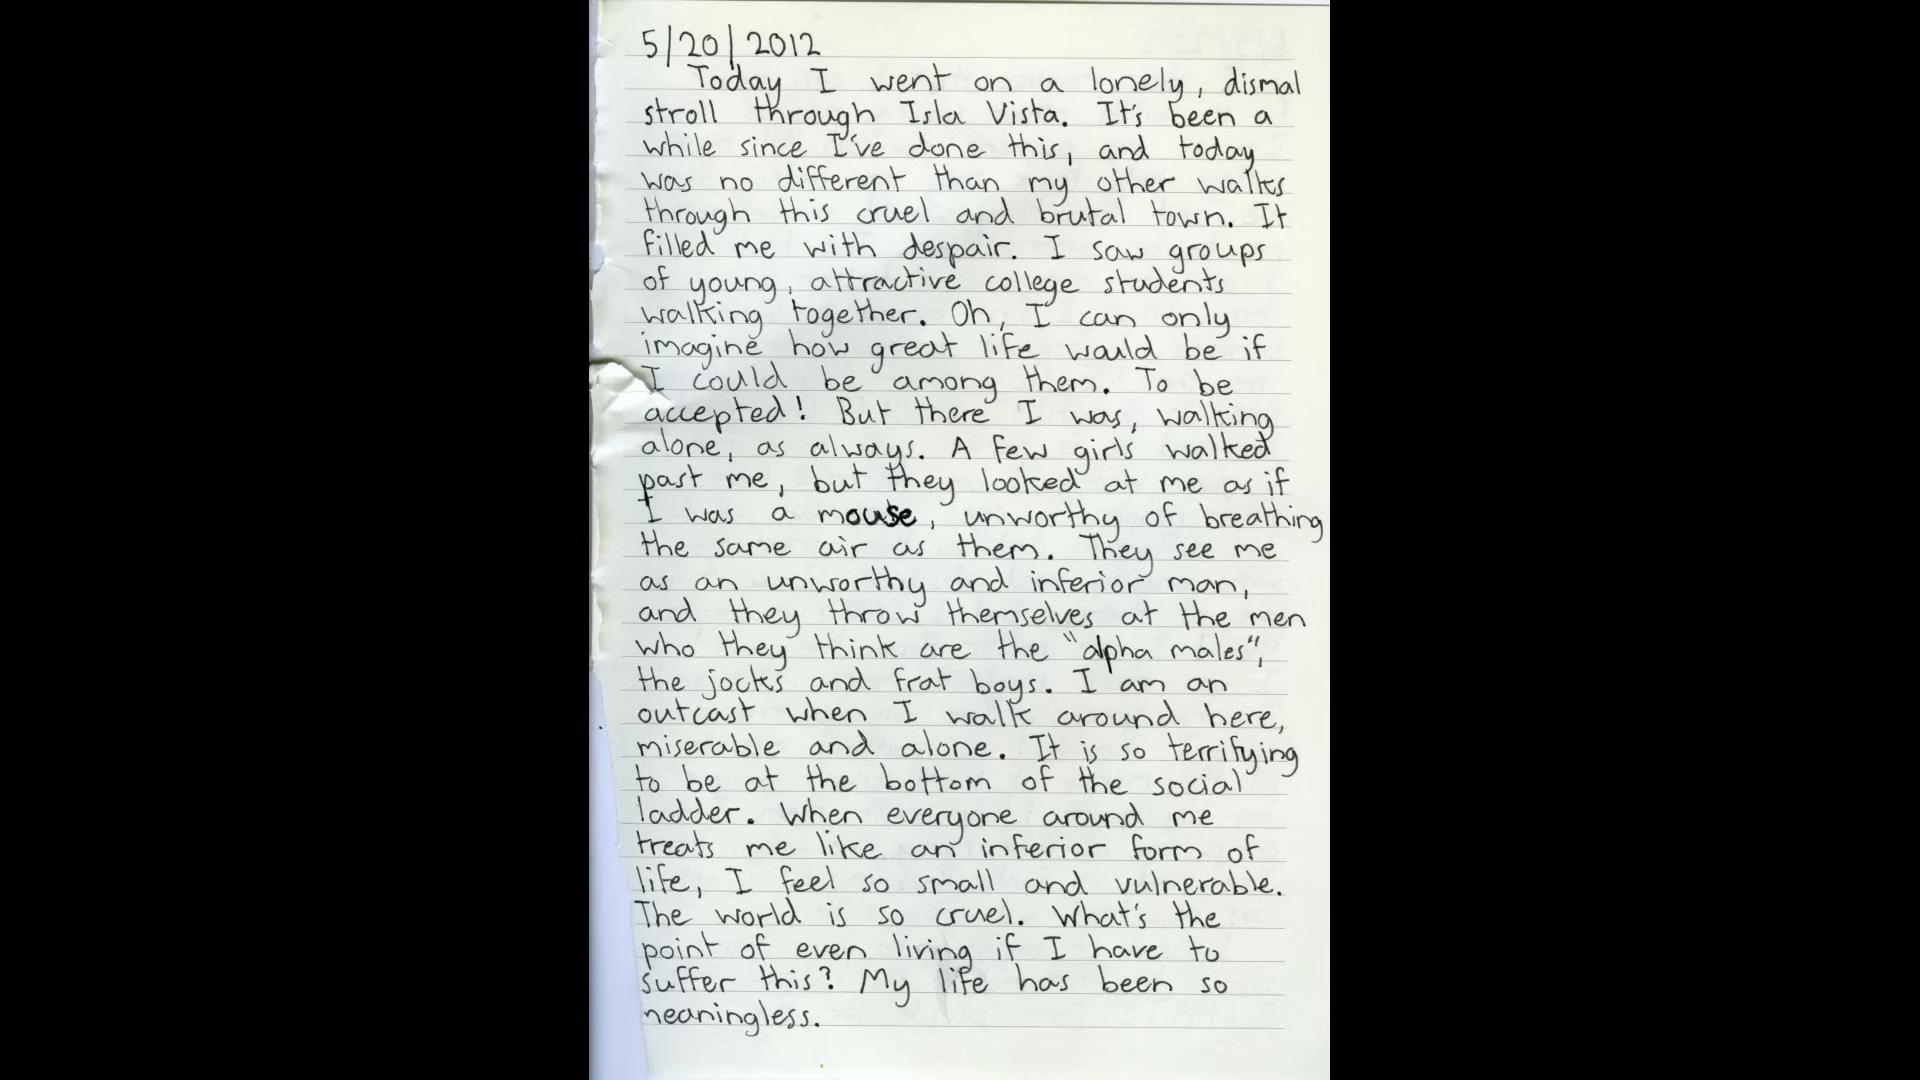 5/20/2012
Today I went on a lonely, dismal
stroll through Isla Vista. It's been a
while since I've done this, and today
was no different than my other walks
through this cruel and brutal town. It
filled me with despair. I saw groups
of young, attractive college students
walking together. Oh, I can only
imagine how great life would be if
I could be among them. To be
accepted! But there I was, walking
alone, as always. A few girls walked
past me, but they looked at me as if
I was a mouse, unworthy of breathing
the same air as them. They see me
as an unworthy and inferior man,
and they throw themselves at the men
who they think are the "alpha males",
the jocks and frat boys. I am an
outcast when I walk around here,
miserable and alone. It is so terrifying
to be at the bottom of the social
ladder. When everyone around me
treats me like an inferior form of
life, I feel so small and vulnerable.
The world is so cruel. What's the
point of even living if I have to
suffer this? My life has been so
meaningless.